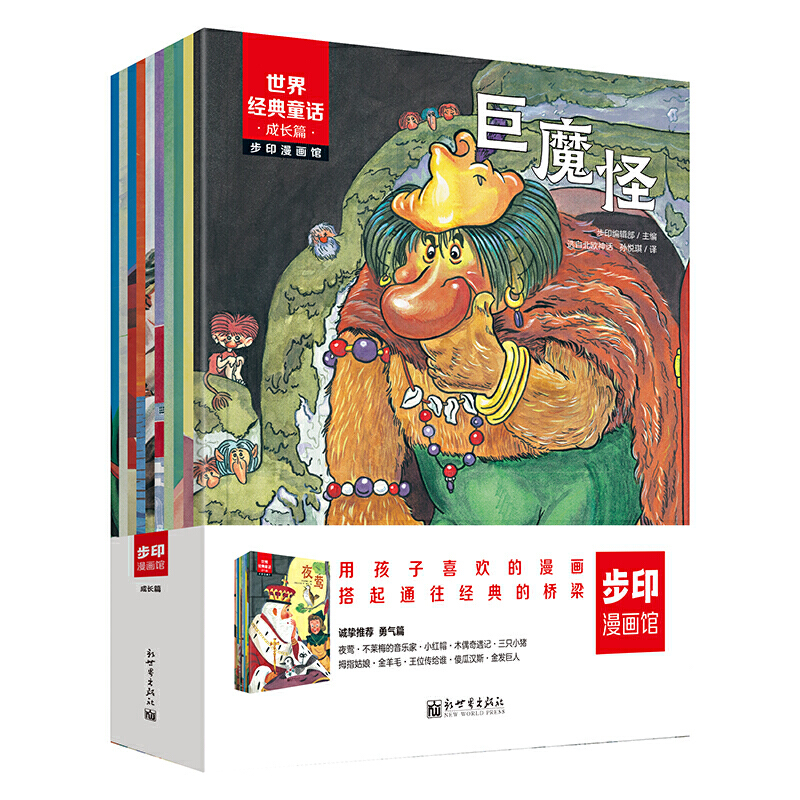 世界
经典童话
·成长篇·
步印漫画馆
巨魔怪
步印编辑部/主编
选自北欧神话 孙悦琪/译
步印
漫画馆
成长篇
新世界出版社
世界
经典童话
夜莺
用孩子喜欢的漫画
搭起通往经典的桥梁
诚挚推荐 勇气篇
夜莺·不莱梅的音乐家·小红帽·木偶奇遇记·三只小猪
拇指姑娘·金羊毛·王位传给谁·傻瓜汉斯·金发巨人
步印
漫画馆
新世界出版社
NEW WORLD PRESS